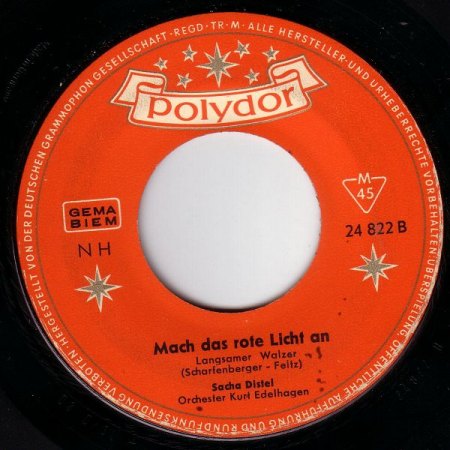 HERGESTELLT VON DER DEUTSCHEN GRAMMOPHON GESELLSCHAFT · REGD · TR · M · ALLE HERSTELLER- UND URHEBERRECHTE VORBEHALTEN · ÜBERSPIELUNG · ÖFFENTLICHE AUFFÜHRUNG UND RUNDFUNKSENDUNG VERBOTEN ·
Polydor
GEMA
BIEM
M
45
NH
24 822 B
Mach das rote Licht an
Langsamer Walzer
(Scharfenberger - Feltz)
Sacha Distel
Orchester Kurt Edelhagen